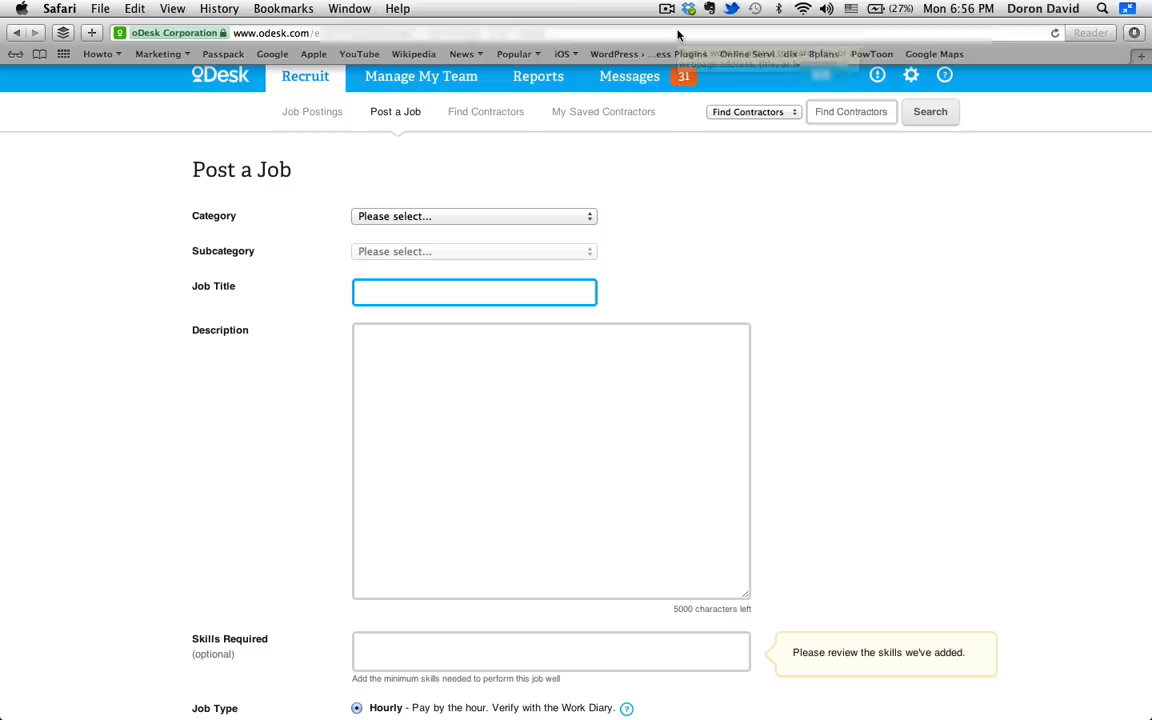 Safari File Edit View History Bookmarks Window Help (27%) Mon 6:56 PM Doron David
oDesk Corporation www.odesk.com/e Reader
Howto Marketing Passpack Google Apple YouTube Wikipedia News Popular iOS WordPress › ...ess Plugins Online Servi...dix - Bplans PowToon Google Maps
oDesk Recruit Manage My Team Reports Messages 31
Job Postings Post a Job Find Contractors My Saved Contractors Find Contractors Find Contractors Search
Post a Job
Category Please select...
Subcategory Please select...
Job Title
Description
5000 characters left
Skills Required
(optional)
Please review the skills we've added.
Add the minimum skills needed to perform this job well
Job Type Hourly - Pay by the hour. Verify with the Work Diary. ?